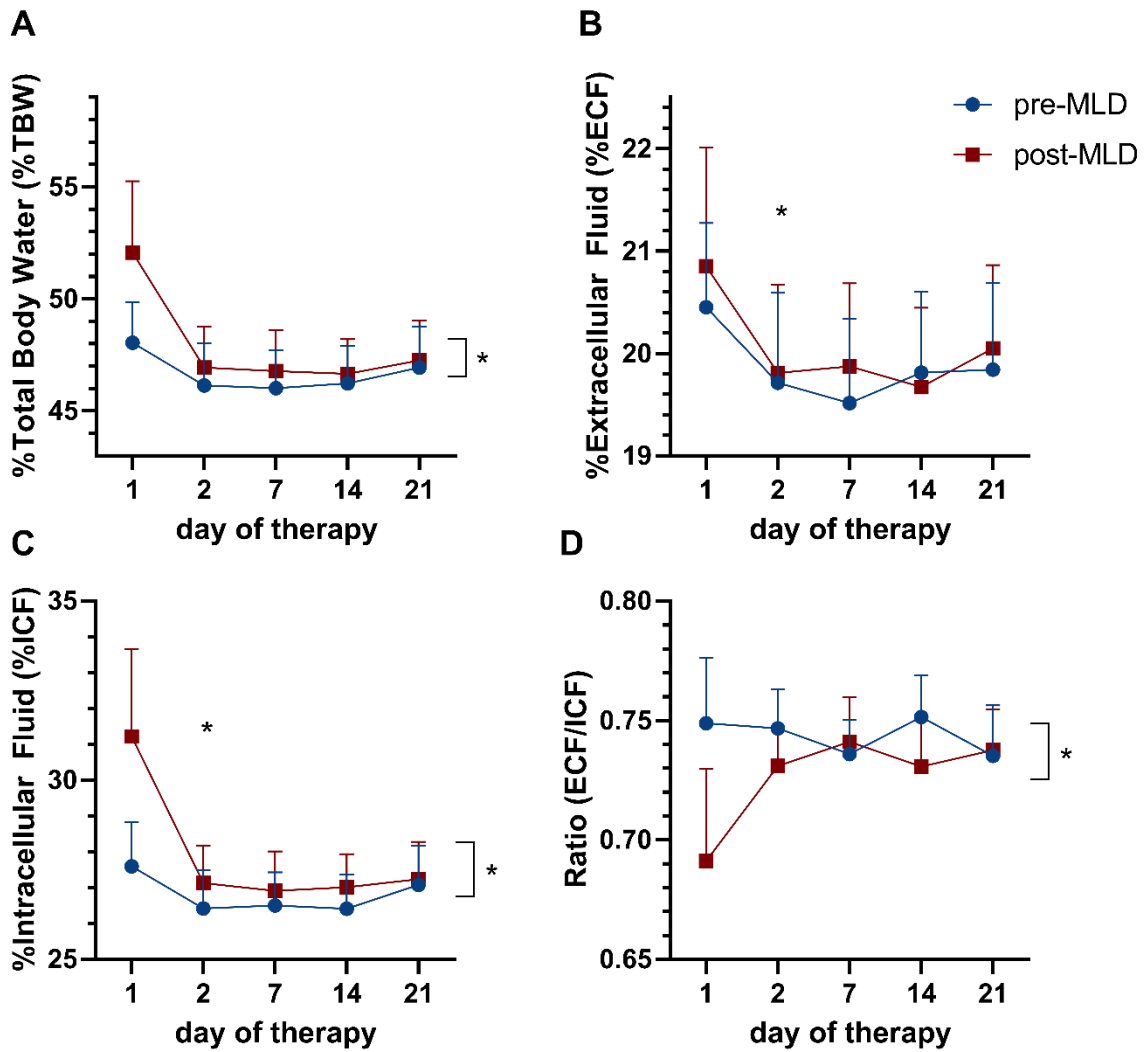 A
%Total Body Water (%TBW)
55
50
45
*
1 2 7 14 21
day of therapy
B
%Extracellular Fluid (%ECF)
22
21
20
19
*
pre-MLD
post-MLD
1 2 7 14 21
day of therapy
C
%Intracellular Fluid (%ICF)
35
30
25
*
*
1 2 7 14 21
day of therapy
D
Ratio (ECF/ICF)
0.80
0.75
0.70
0.65
*
1 2 7 14 21
day of therapy